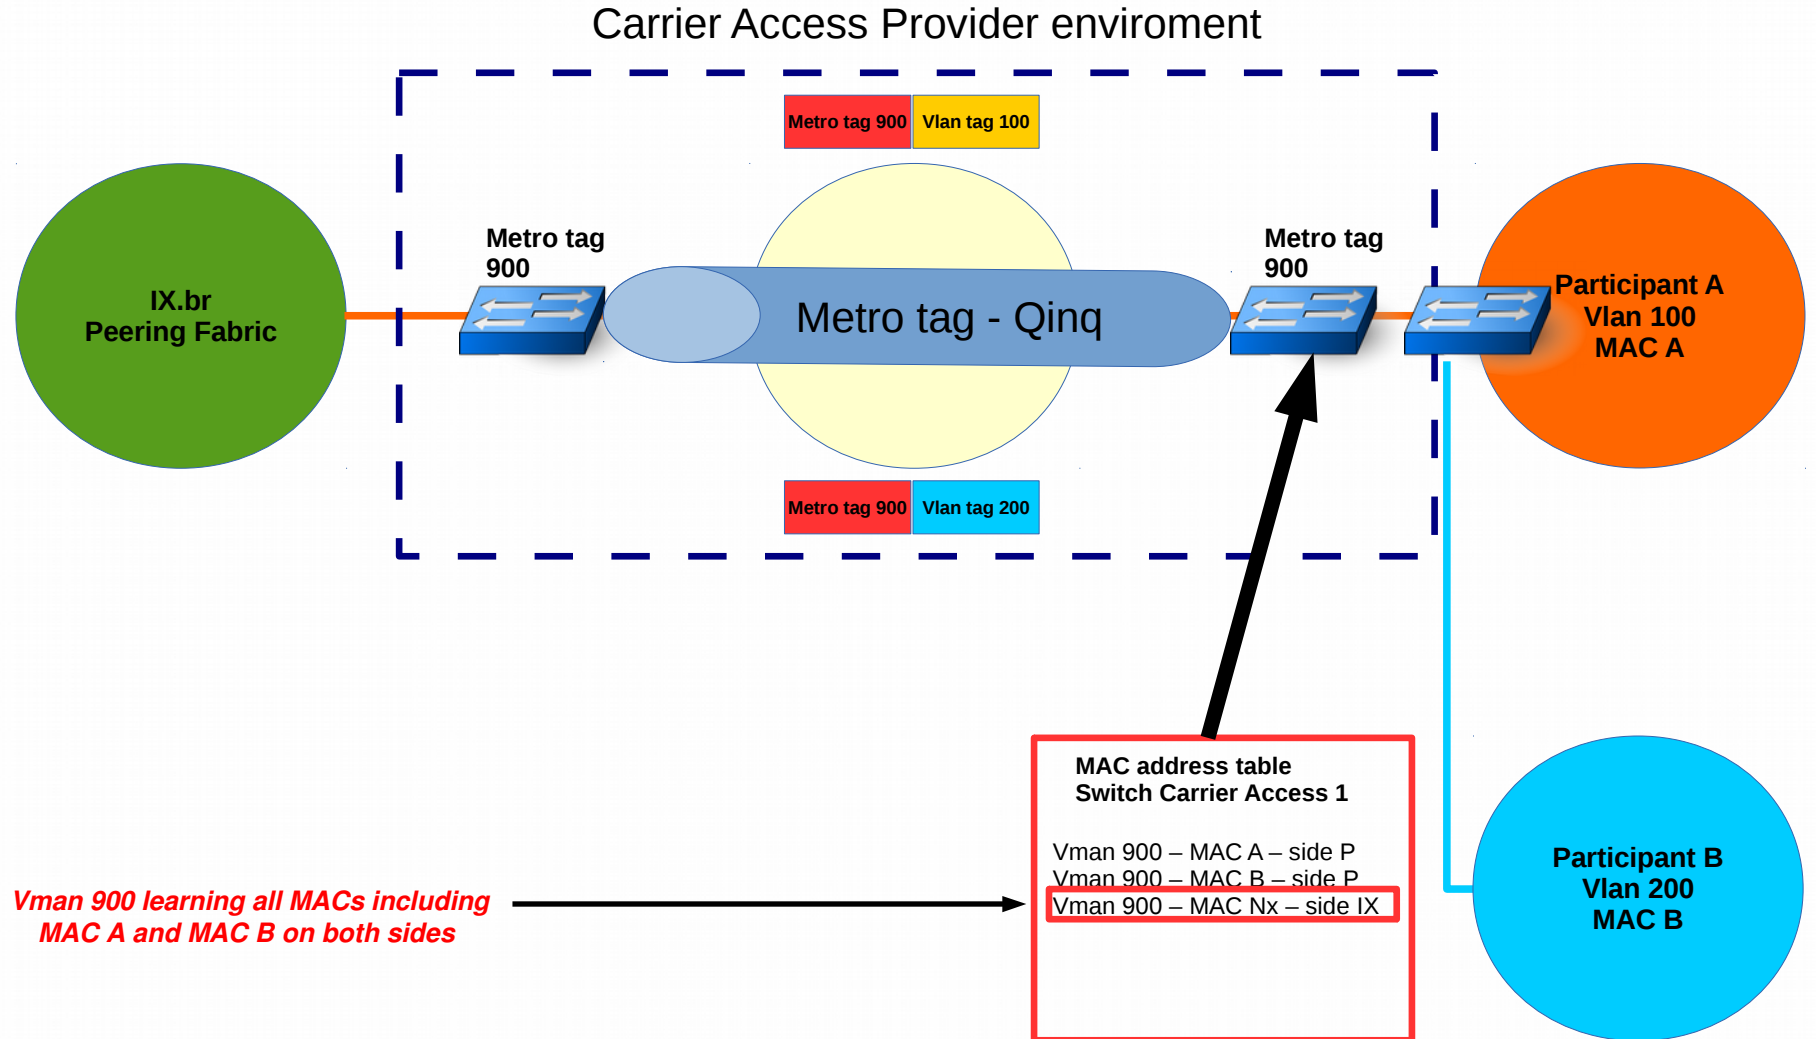 Carrier Access Provider enviroment
Metro tag 900 Vlan tag 100
Metro tag
900
Metro tag
900
IX.br
Peering Fabric
Metro tag - Qinq
Participant A
Vlan 100
MAC A
Metro tag 900 Vlan tag 200
MAC address table
Switch Carrier Access 1
Vman 900 – MAC A – side P
Vman 900 – MAC B – side P
Vman 900 – MAC Nx – side IX
Vman 900 learning all MACs including
MAC A and MAC B on both sides
Participant B
Vlan 200
MAC B